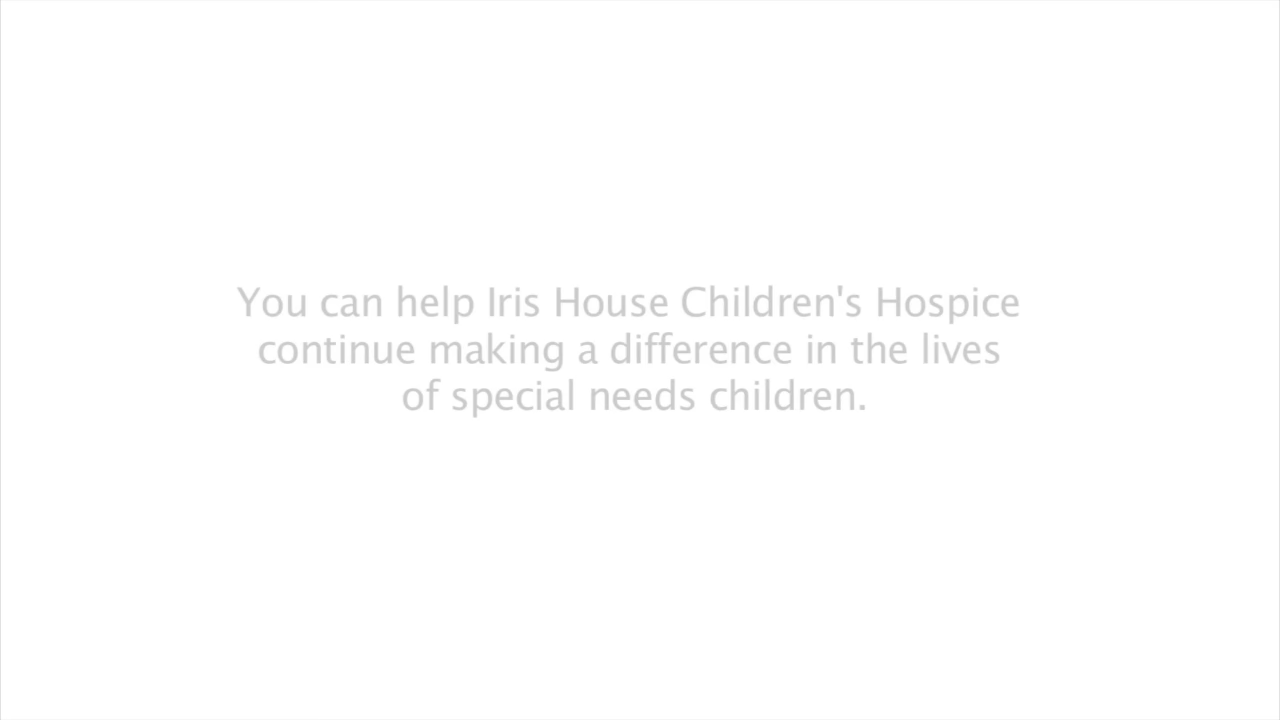 You can help Iris House Children's Hospice
continue making a difference in the lives
of special needs children.